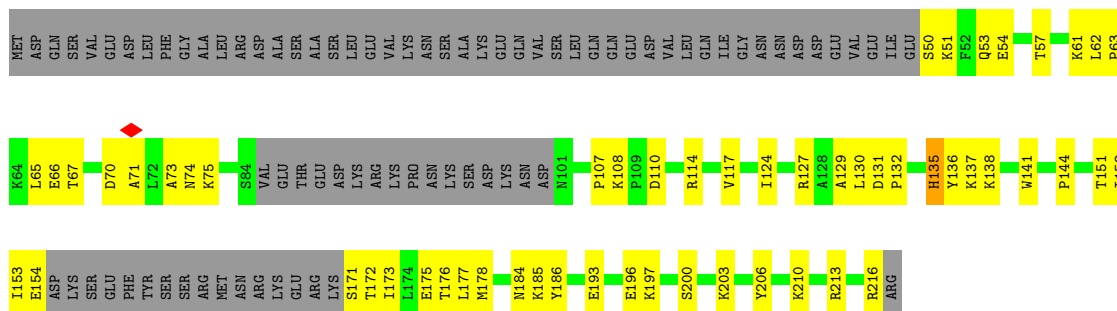 MET ASP GLN SER VAL ASP LEU PHE GLY ALA LEU ARG ASP ALA SER ALA SER LEU GLU VAL LYS ASN SER ALA LYS GLU GLN VAL SER LEU GLN GLN GLU ASP VAL LEU GLN ILE GLY ASN ASN ASP ASP GLU VAL GLU ILE GLU S50 K51 F52 Q53 E54 T57 K61 L62 P63
K64 L65 E66 T67 D70 A71 L72 A73 N74 K75 S84 VAL GLU THR GLU ASP LYS ARG LYS PRO ASN LYS SER ASP LYS ASN ASP N101 P107 K108 P109 D110 R114 V117 I124 R127 A128 A129 L130 D131 P132 H135 Y136 K137 K138 W141 P144 T151
I153 E154 ASP LYS SER GLU PHE TYR SER SER ARG MET ASN ARG LYS GLU ARG LYS S171 T172 I173 L174 E175 T176 L177 M178 N184 K185 Y186 E193 E196 K197 S200 K203 Y206 K210 R213 R216 ARG